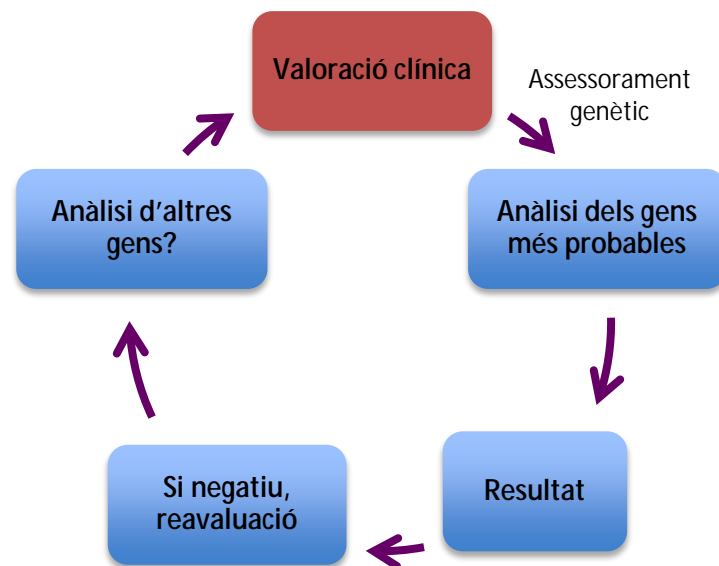 Valoració clínica
Assessorament
genètic
Anàlisi dels gens
més probables
Resultat
Si negatiu,
reavaluació
Anàlisi d’altres
gens?